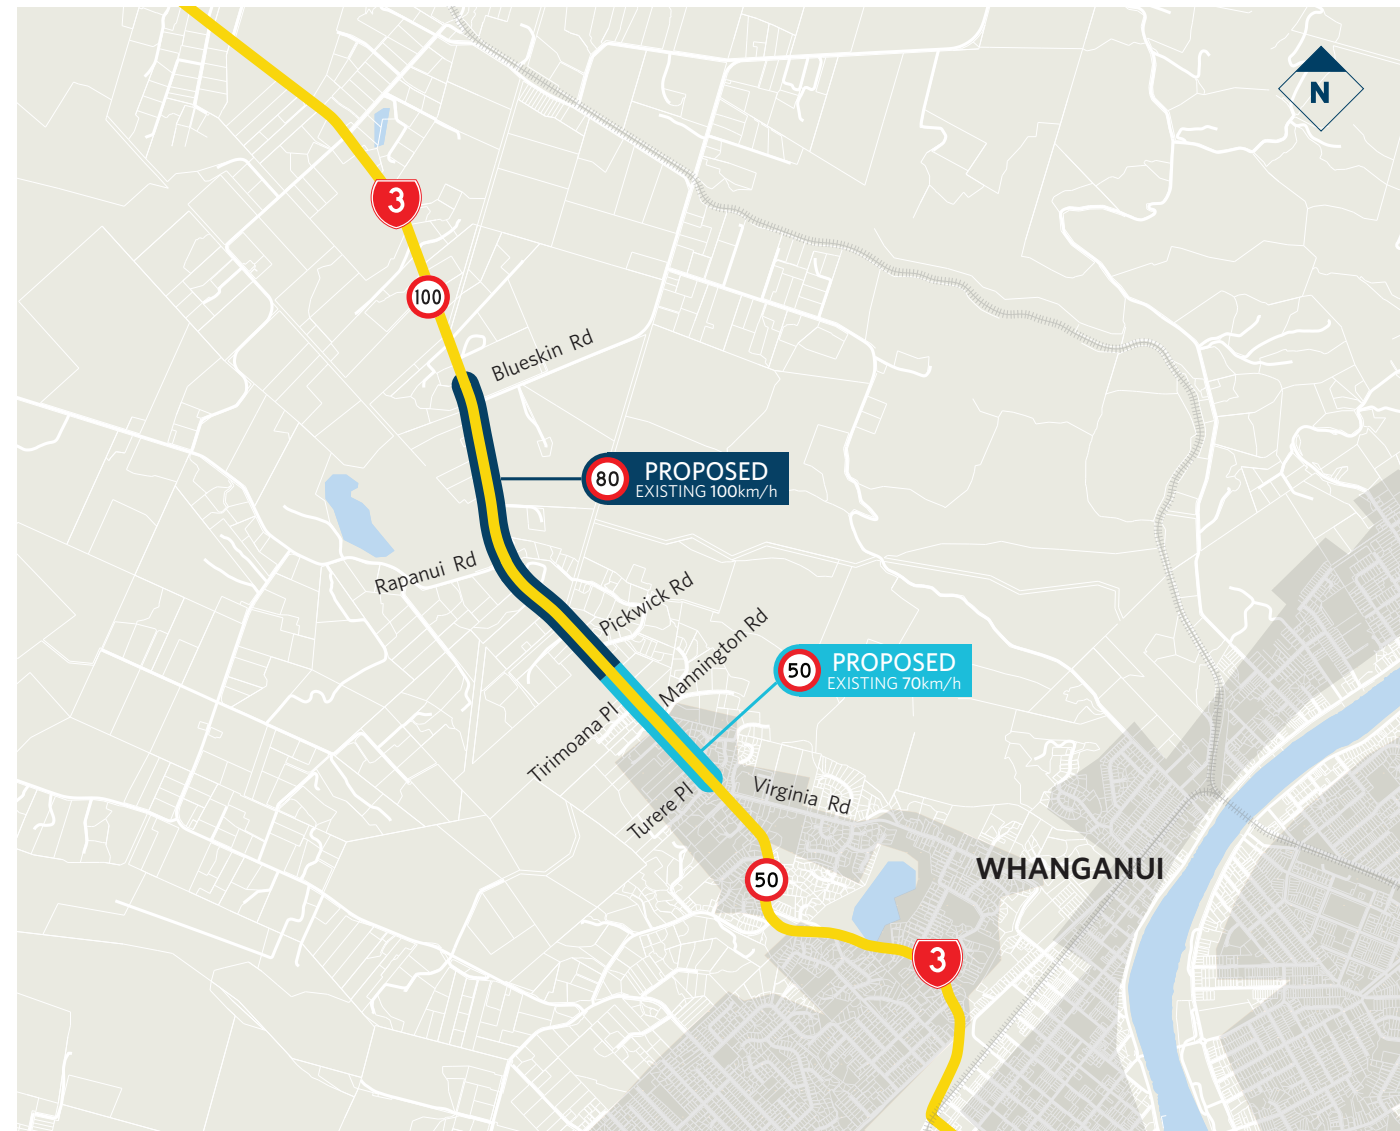 N
3
100
Blueskin Rd
80
PROPOSED
EXISTING 100km/h
Rapanui Rd
Pickwick Rd
Mannington Rd
50
PROPOSED
EXISTING 70km/h
Tirimoana Pl
Turere Pl
Virginia Rd
WHANGANUI
50
3